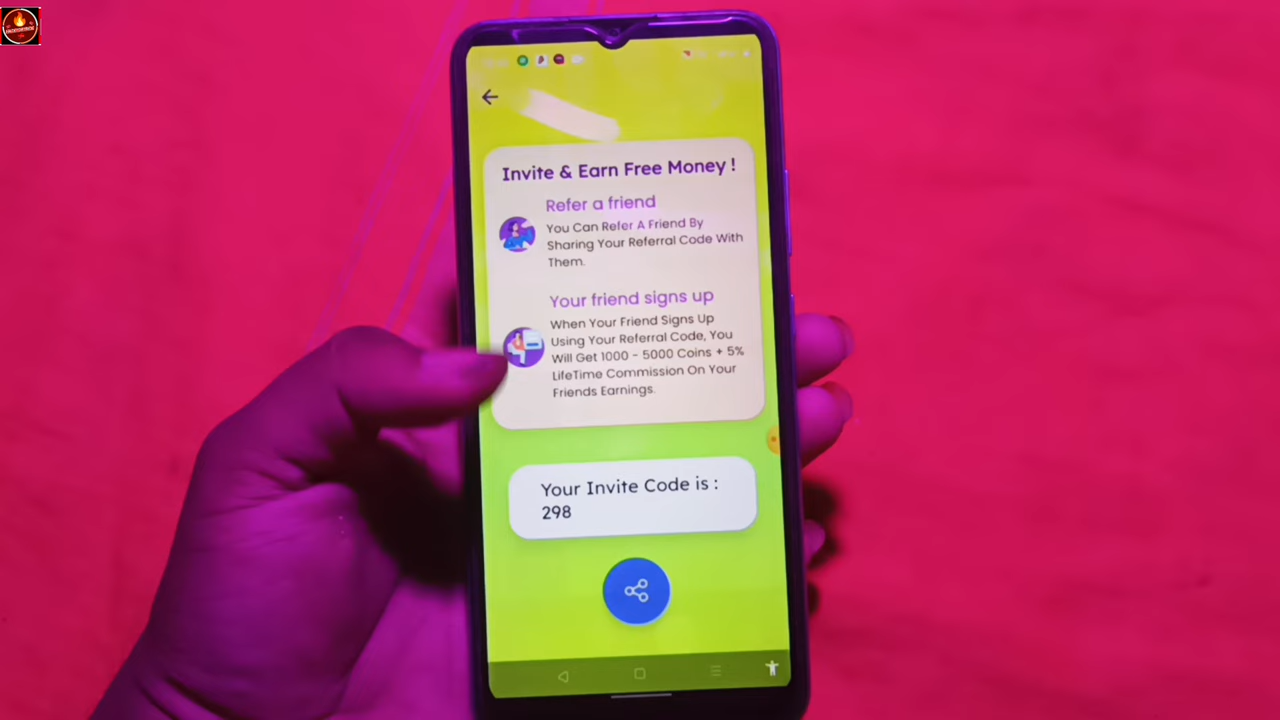 Invite & Earn Free Money !
Refer a friend
You Can Refer A Friend By
Sharing Your Referral Code With
Them.
Your friend signs up
When Your Friend Signs Up
Using Your Referral Code, You
Will Get 1000 - 5000 Coins + 5%
LifeTime Commission On Your
Friends Earnings.
Your Invite Code is :
298